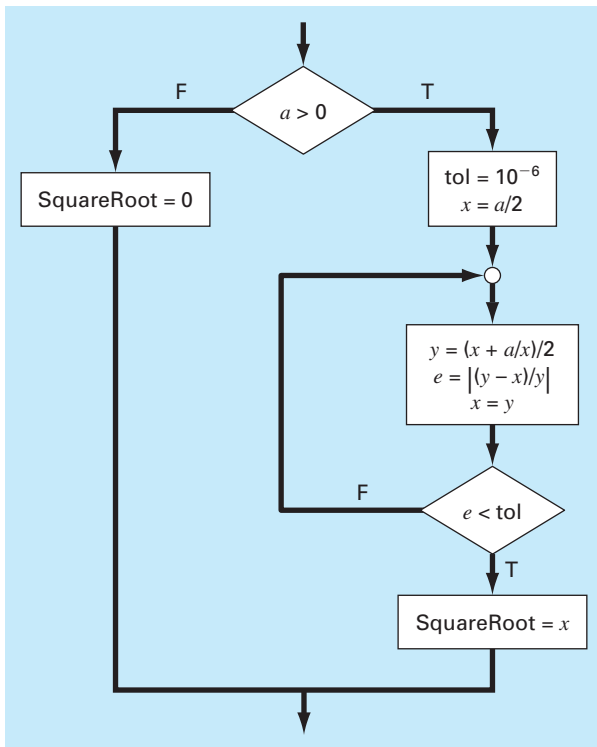 F
T
a > 0
SquareRoot = 0
tol = 10⁻⁶
x = a/2
y = (x + a/x)/2
e = |(y − x)/y|
x = y
F
e < tol
T
SquareRoot = x